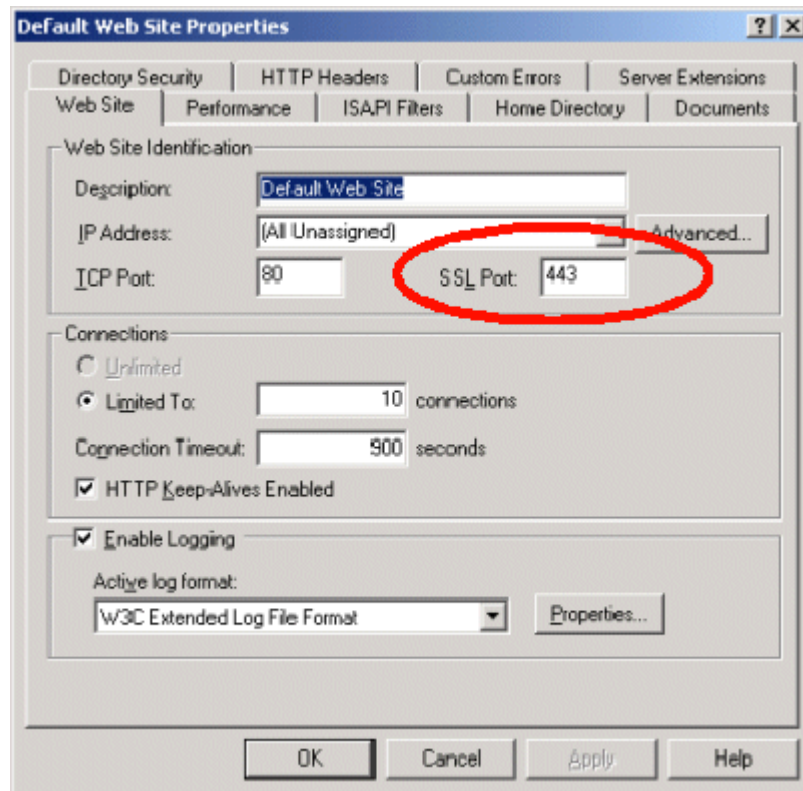 Default Web Site Properties
Directory Security HTTP Headers Custom Errors Server Extensions
Web Site Performance ISAPI Filters Home Directory Documents
Web Site Identification
Description: Default Web Site
IP Address: (All Unassigned) Advanced...
TCP Port: 80 SSL Port: 443
Connections
Unlimited
Limited To: 10 connections
Connection Timeout: 900 seconds
HTTP Keep-Alives Enabled
Enable Logging
Active log format:
W3C Extended Log File Format Properties...
OK Cancel Apply Help